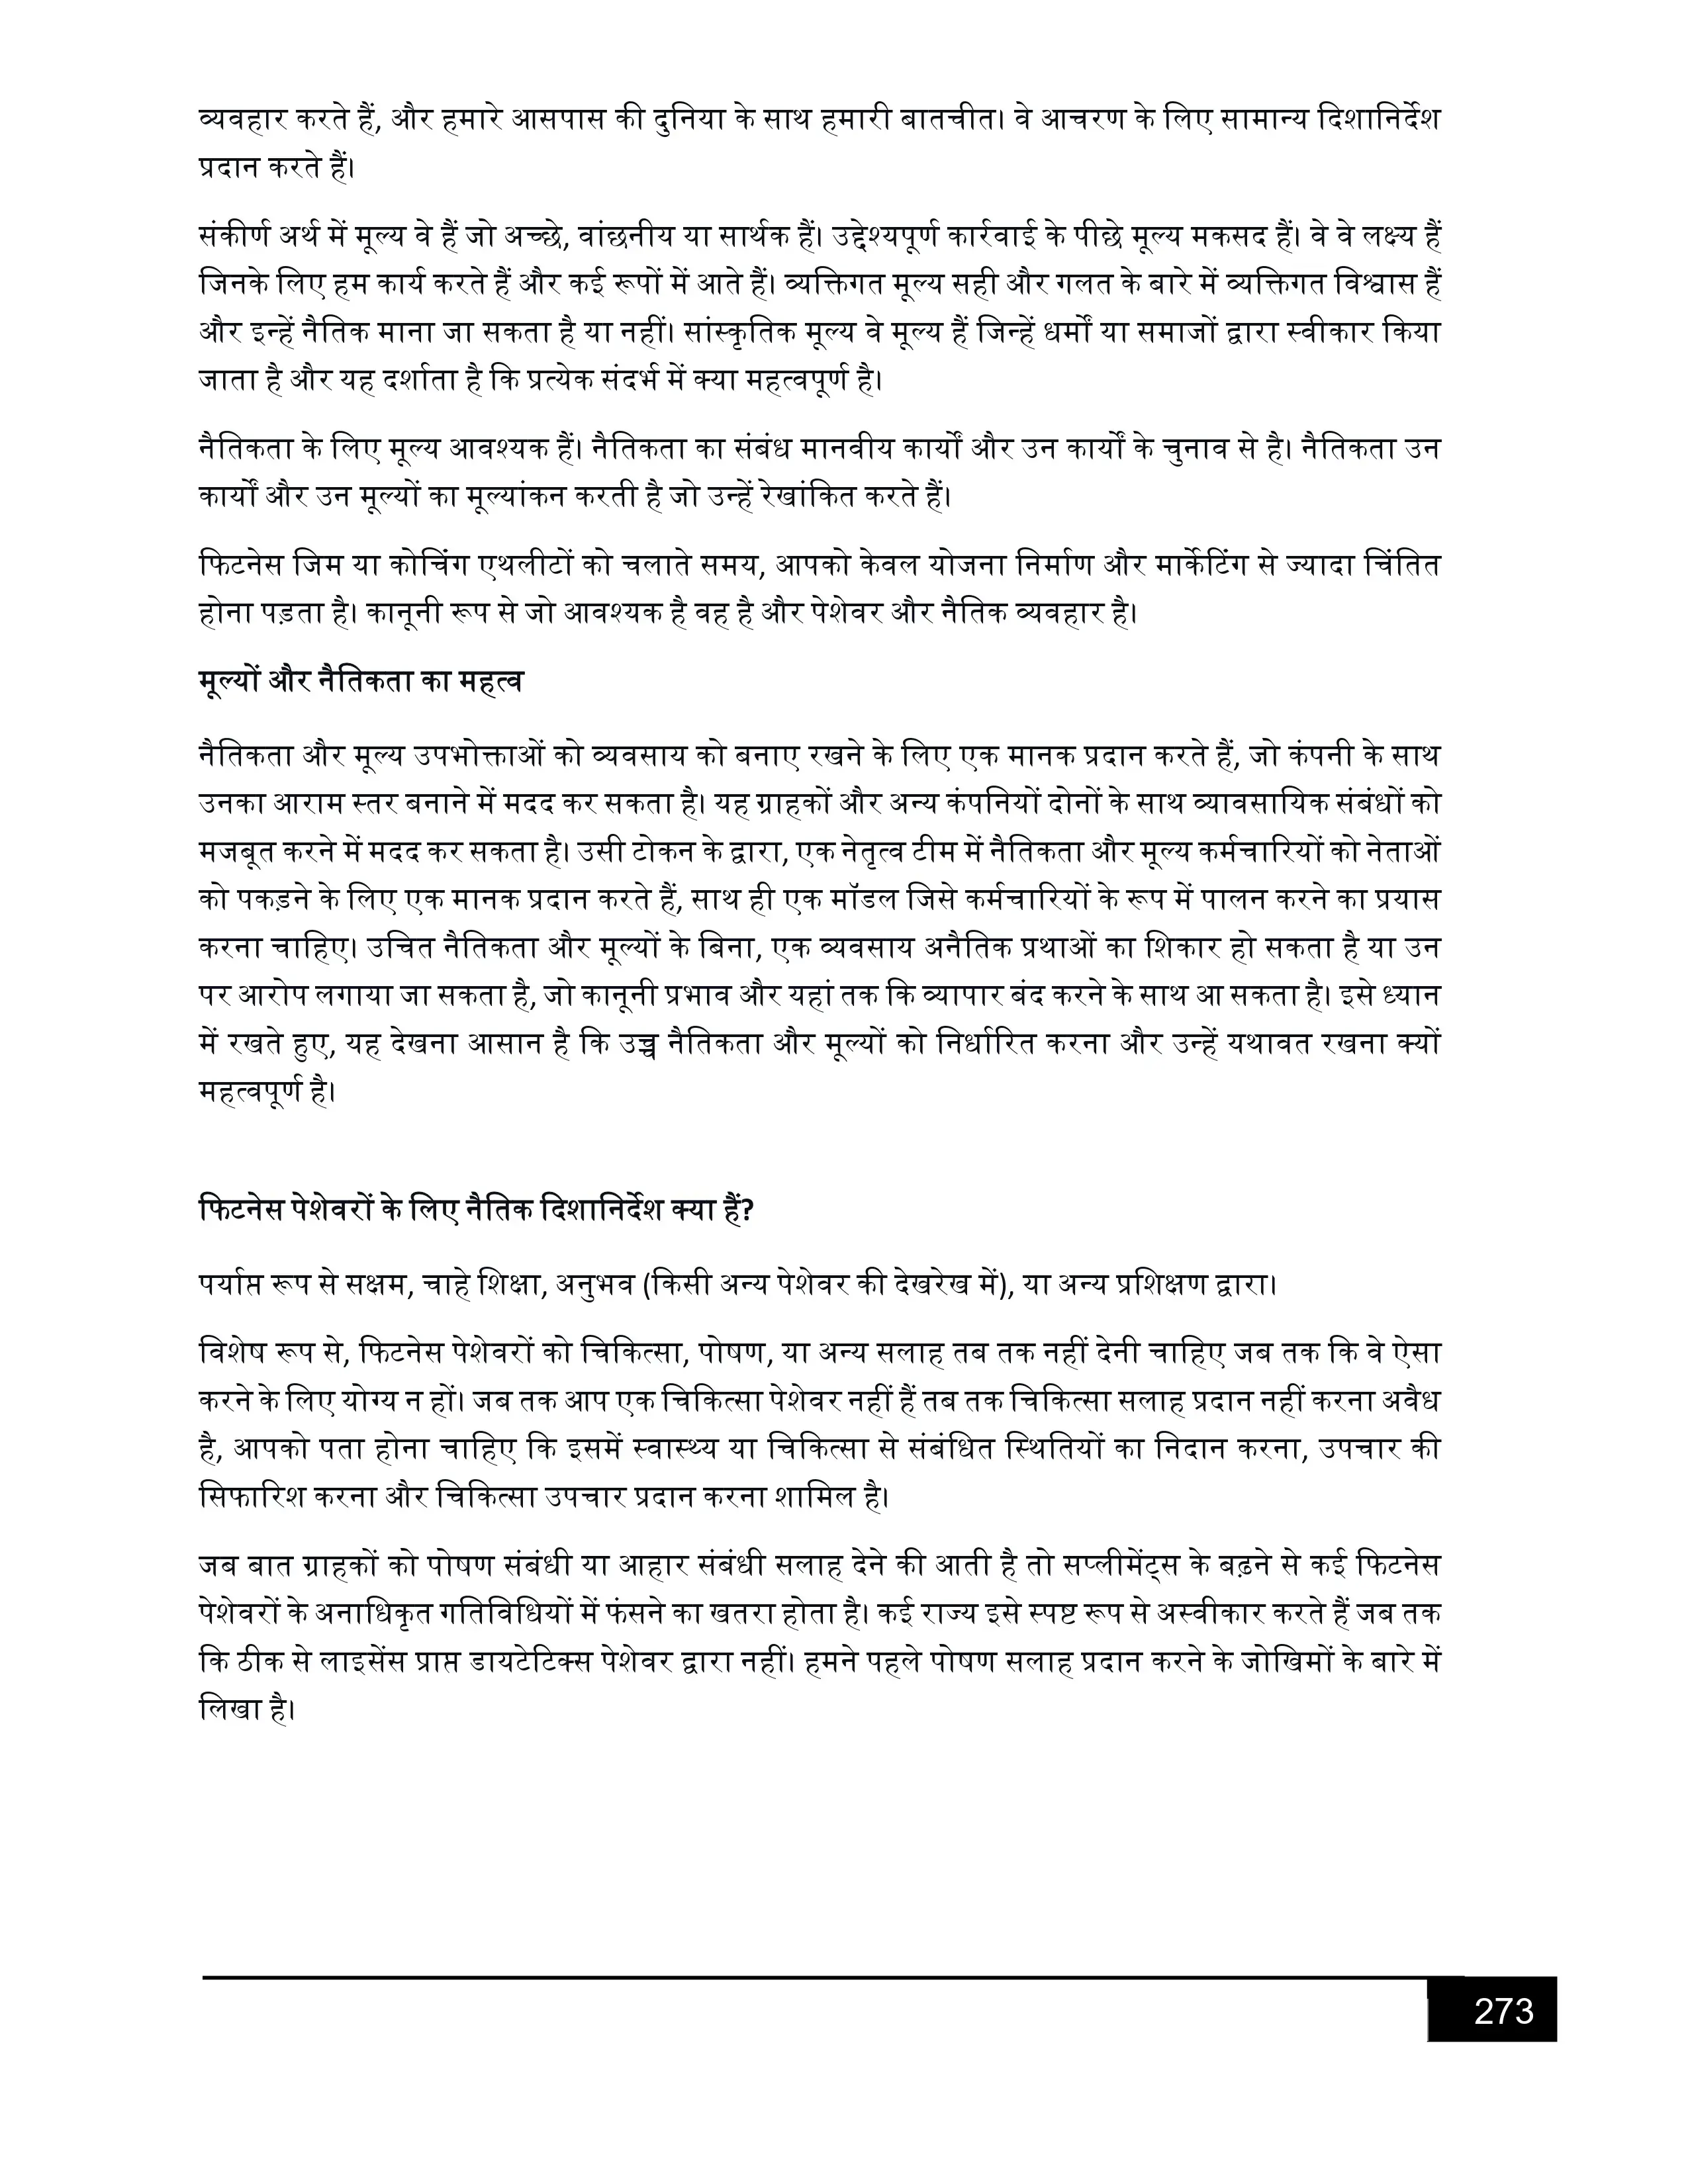 व्यवहार करते हैं, और हमारे आसपास की दुनिया के साथ हमारी बातचीत। वे आचरण के लिए सामान्य दिशानिर्देश
प्रदान करते हैं।
संकीर्ण अर्थ में मूल्य वे हैं जो अच्छे, वांछनीय या सार्थक हैं। उद्देश्यपूर्ण कार्रवाई के पीछे मूल्य मकसद हैं। वे वे लक्ष्य हैं
जिनके लिए हम कार्य करते हैं और कई रूपों में आते हैं। व्यक्तिगत मूल्य सही और गलत के बारे में व्यक्तिगत विश्वास हैं
और इन्हें नैतिक माना जा सकता है या नहीं। सांस्कृतिक मूल्य वे मूल्य हैं जिन्हें धर्मों या समाजों द्वारा स्वीकार किया
जाता है और यह दर्शाता है कि प्रत्येक संदर्भ में क्या महत्वपूर्ण है।
नैतिकता के लिए मूल्य आवश्यक हैं। नैतिकता का संबंध मानवीय कार्यों और उन कार्यों के चुनाव से है। नैतिकता उन
कार्यों और उन मूल्यों का मूल्यांकन करती है जो उन्हें रेखांकित करते हैं।
फिटनेस जिम या कोचिंग एथलीटों को चलाते समय, आपको केवल योजना निर्माण और मार्केटिंग से ज्यादा चिंतित
होना पड़ता है। कानूनी रूप से जो आवश्यक है वह है और पेशेवर और नैतिक व्यवहार है।
मूल्यों और नैतिकता का महत्व
नैतिकता और मूल्य उपभोक्ताओं को व्यवसाय को बनाए रखने के लिए एक मानक प्रदान करते हैं, जो कंपनी के साथ
उनका आराम स्तर बनाने में मदद कर सकता है। यह ग्राहकों और अन्य कंपनियों दोनों के साथ व्यावसायिक संबंधों को
मजबूत करने में मदद कर सकता है। उसी टोकन के द्वारा, एक नेतृत्व टीम में नैतिकता और मूल्य कर्मचारियों को नेताओं
को पकड़ने के लिए एक मानक प्रदान करते हैं, साथ ही एक मॉडल जिसे कर्मचारियों के रूप में पालन करने का प्रयास
करना चाहिए। उचित नैतिकता और मूल्यों के बिना, एक व्यवसाय अनैतिक प्रथाओं का शिकार हो सकता है या उन
पर आरोप लगाया जा सकता है, जो कानूनी प्रभाव और यहां तक कि व्यापार बंद करने के साथ आ सकता है। इसे ध्यान
में रखते हुए, यह देखना आसान है कि उच्च नैतिकता और मूल्यों को निर्धारित करना और उन्हें यथावत रखना क्यों
महत्वपूर्ण है।
फिटनेस पेशेवरों के लिए नैतिक दिशानिर्देश क्या हैं?
पर्याप्त रूप से सक्षम, चाहे शिक्षा, अनुभव (किसी अन्य पेशेवर की देखरेख में), या अन्य प्रशिक्षण द्वारा।
विशेष रूप से, फिटनेस पेशेवरों को चिकित्सा, पोषण, या अन्य सलाह तब तक नहीं देनी चाहिए जब तक कि वे ऐसा
करने के लिए योग्य न हों। जब तक आप एक चिकित्सा पेशेवर नहीं हैं तब तक चिकित्सा सलाह प्रदान नहीं करना अवैध
है, आपको पता होना चाहिए कि इसमें स्वास्थ्य या चिकित्सा से संबंधित स्थितियों का निदान करना, उपचार की
सिफारिश करना और चिकित्सा उपचार प्रदान करना शामिल है।
जब बात ग्राहकों को पोषण संबंधी या आहार संबंधी सलाह देने की आती है तो सप्लीमेंट्स के बढ़ने से कई फिटनेस
पेशेवरों के अनाधिकृत गतिविधियों में फंसने का खतरा होता है। कई राज्य इसे स्पष्ट रूप से अस्वीकार करते हैं जब तक
कि ठीक से लाइसेंस प्राप्त डायटेटिक्स पेशेवर द्वारा नहीं। हमने पहले पोषण सलाह प्रदान करने के जोखिमों के बारे में
लिखा है।
273